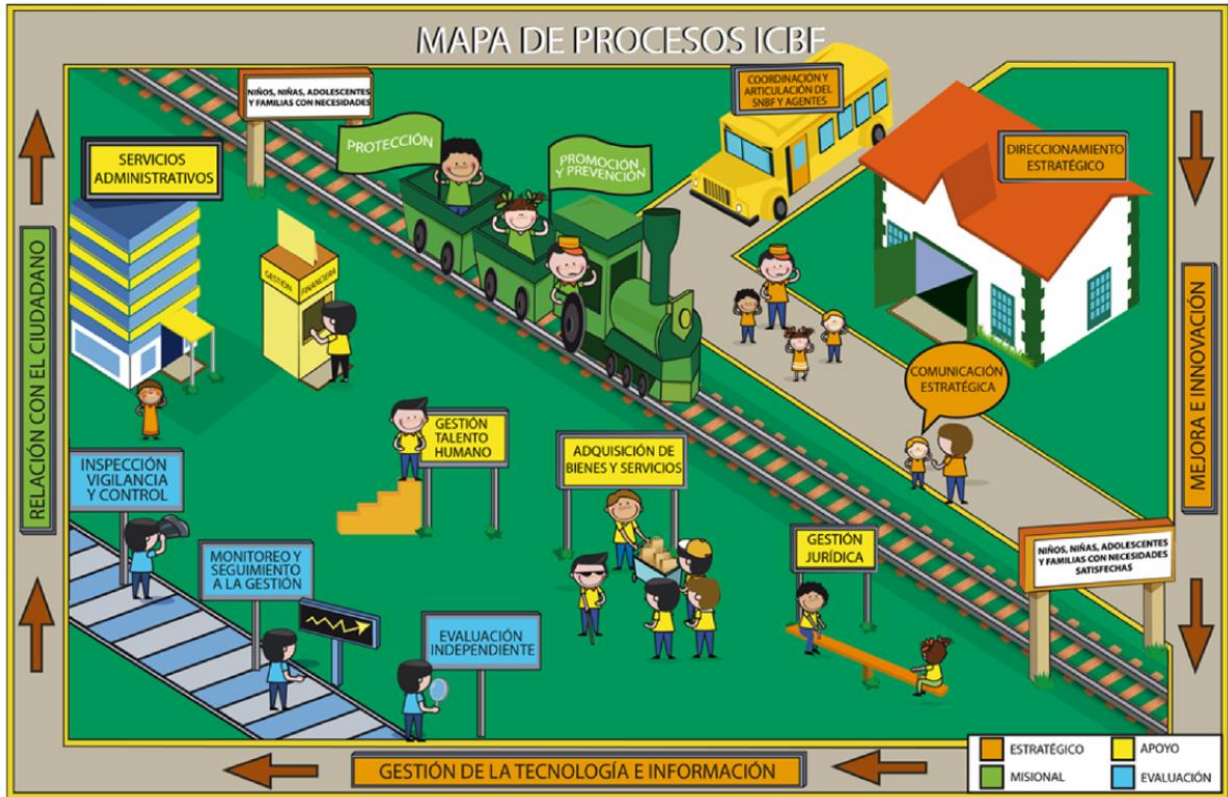 MAPA DE PROCESOS ICBF
NIÑOS, NIÑAS, ADOLESCENTES
Y FAMILIAS CON NECESIDADES
COORDINACIÓN Y
ARTICULACIÓN DEL
SNBF Y AGENTES
PROTECCIÓN
PROMOCIÓN
Y PREVENCIÓN
DIRECCIONAMIENTO
ESTRATÉGICO
SERVICIOS
ADMINISTRATIVOS
GESTIÓN
FINANCIERA
RELACIÓN CON EL CIUDADANO
MEJORA E INNOVACIÓN
COMUNICACIÓN
ESTRATÉGICA
GESTIÓN
TALENTO
HUMANO
ADQUISICIÓN DE
BIENES Y SERVICIOS
INSPECCIÓN
VIGILANCIA
Y CONTROL
MONITOREO Y
SEGUIMIENTO
A LA GESTIÓN
GESTIÓN
JURÍDICA
NIÑOS, NIÑAS, ADOLESCENTES
Y FAMILIAS CON NECESIDADES
SATISFECHAS
EVALUACIÓN
INDEPENDIENTE
GESTIÓN DE LA TECNOLOGÍA E INFORMACIÓN
ESTRATÉGICO
APOYO
MISIONAL
EVALUACIÓN